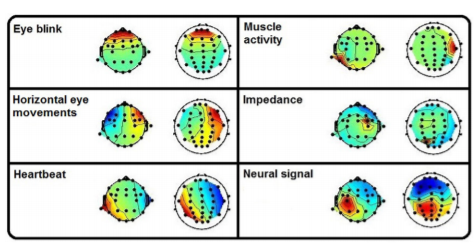 Eye blink
Muscle
activity
Horizontal eye
movements
Impedance
Heartbeat
Neural signal